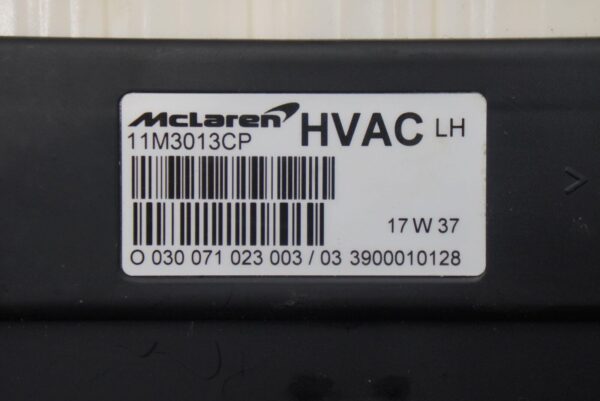 McLaren HVAC LH
11M3013CP
17 W 37
O 030 071 023 003 / 03 3900010128